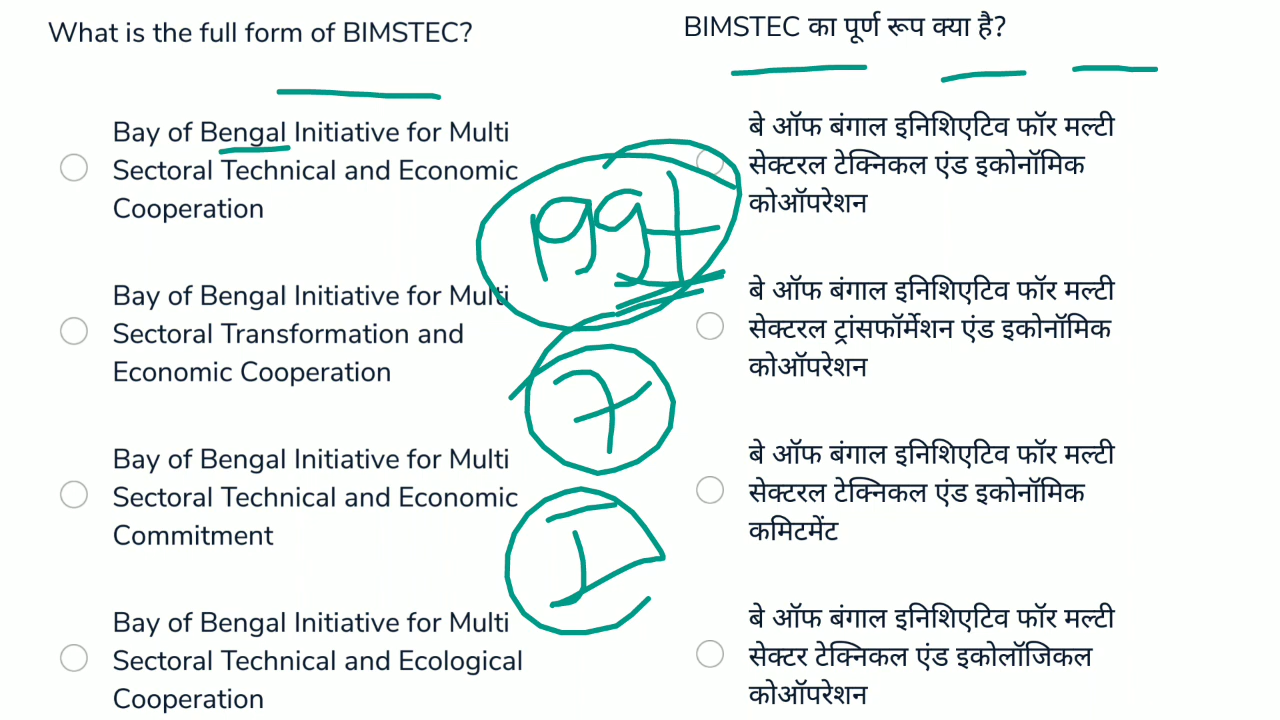 What is the full form of BIMSTEC?
Bay of Bengal Initiative for Multi
Sectoral Technical and Economic
Cooperation
Bay of Bengal Initiative for Multi
Sectoral Transformation and
Economic Cooperation
Bay of Bengal Initiative for Multi
Sectoral Technical and Economic
Commitment
Bay of Bengal Initiative for Multi
Sectoral Technical and Ecological
Cooperation
BIMSTEC का पूर्ण रूप क्या है?
बे ऑफ बंगाल इनिशिएटिव फॉर मल्टी
सेक्टरल टेक्निकल एंड इकोनॉमिक
कोऑपरेशन
बे ऑफ बंगाल इनिशिएटिव फॉर मल्टी
सेक्टरल ट्रांसफॉर्मेशन एंड इकोनॉमिक
कोऑपरेशन
बे ऑफ बंगाल इनिशिएटिव फॉर मल्टी
सेक्टरल टेक्निकल एंड इकोनॉमिक
कमिटमेंट
बे ऑफ बंगाल इनिशिएटिव फॉर मल्टी
सेक्टर टेक्निकल एंड इकोलॉजिकल
कोऑपरेशन
7